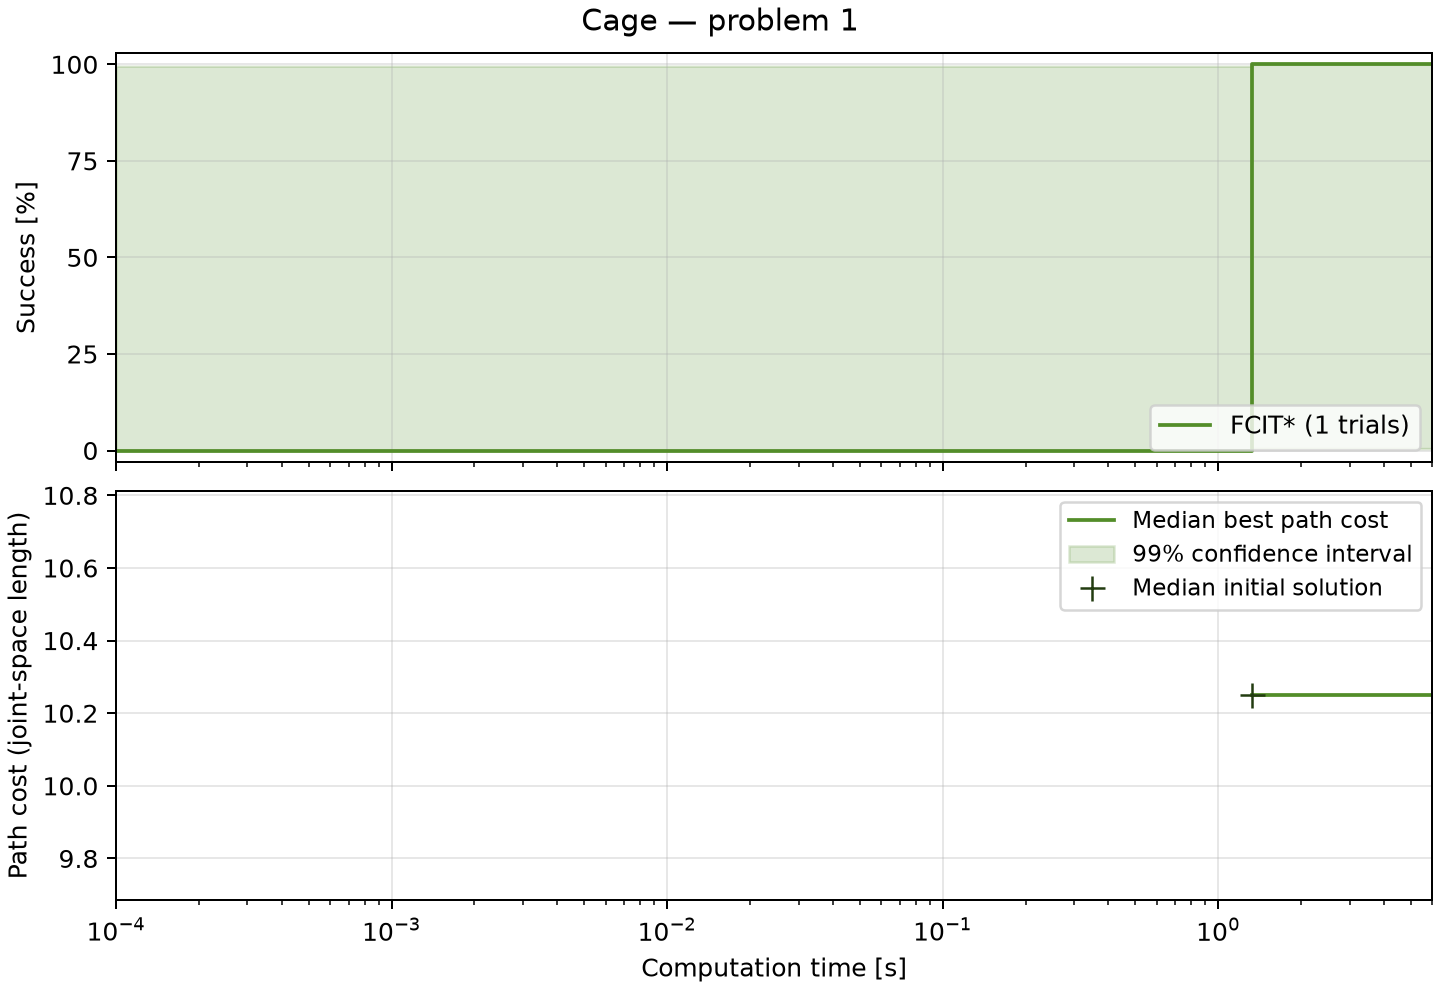 Cage — problem 1
100
75
50
25
0
Success [%]
FCIT* (1 trials)
10.8
10.6
10.4
10.2
10.0
9.8
Path cost (joint-space length)
Median best path cost
99% confidence interval
Median initial solution
10⁻⁴ 10⁻³ 10⁻² 10⁻¹ 10⁰
Computation time [s]